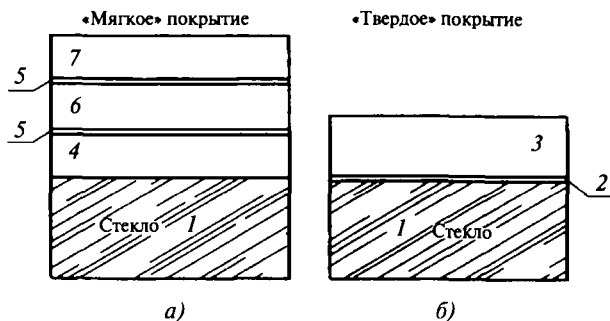 «Мягкое» покрытие
«Твердое» покрытие
7
5
6
5
4
3
2
Стекло 1
1 Стекло
а)
б)